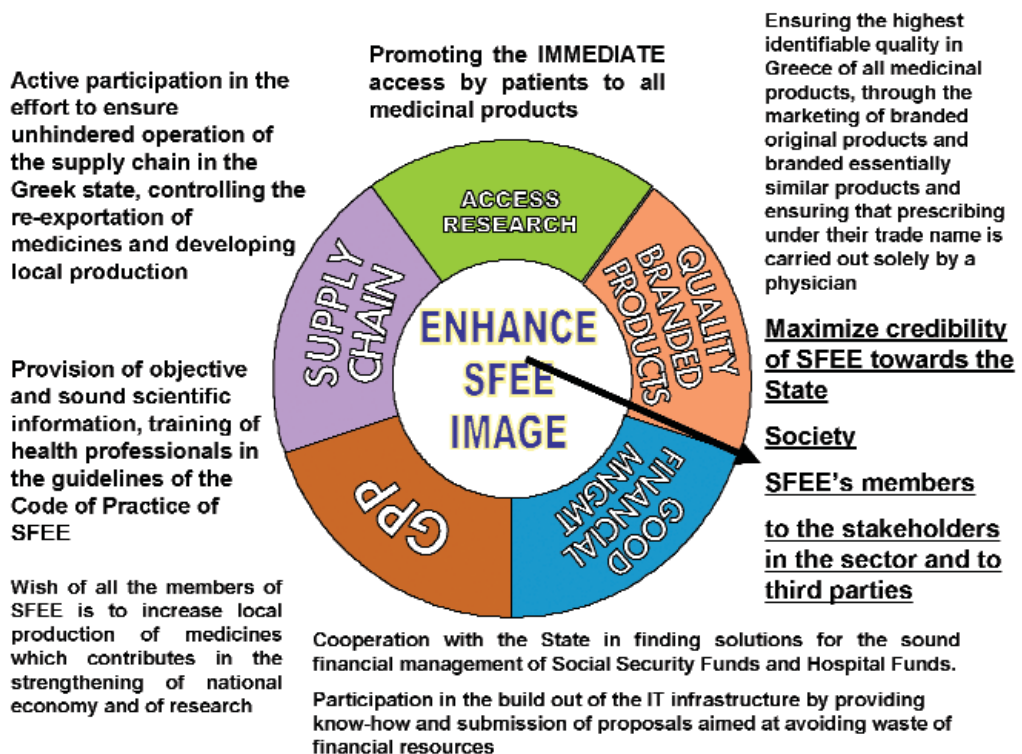 Active participation in the
effort to ensure
unhindered operation of
the supply chain in the
Greek state, controlling the
re-exportation of
medicines and developing
local production
Promoting the IMMEDIATE
access by patients to all
medicinal products
Ensuring the highest
identifiable quality in
Greece of all medicinal
products, through the
marketing of branded
original products and
branded essentially
similar products and
ensuring that prescribing
under their trade name is
carried out solely by a
physician
ACCESS
RESEARCH
SUPPLY
CHAIN
QUALITY
BRANDED
PRODUCTS
ENHANCE
SFEE
IMAGE
GPP
GOOD
FINANCIAL
MNGMT
Maximize credibility
of SFEE towards the
State
Society
SFEE's members
to the stakeholders
in the sector and to
third parties
Provision of objective
and sound scientific
information, training of
health professionals in
the guidelines of the
Code of Practice of
SFEE
Wish of all the members of
SFEE is to increase local
production of medicines
which contributes in the
strengthening of national
economy and of research
Cooperation with the State in finding solutions for the sound
financial management of Social Security Funds and Hospital Funds.
Participation in the build out of the IT infrastructure by providing
know-how and submission of proposals aimed at avoiding waste of
financial resources